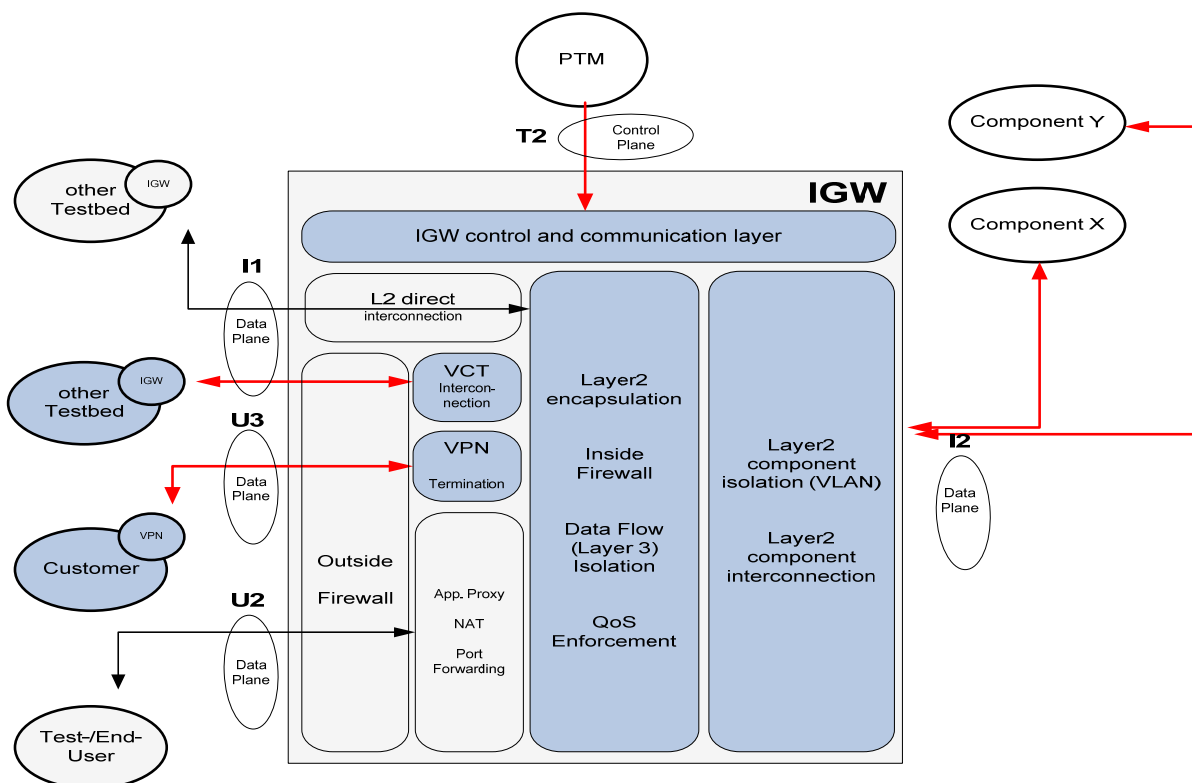 PTM
T2
Control
Plane
Component Y
other
Testbed
IGW
IGW
Component X
IGW control and communication layer
I1
L2 direct
interconnection
Data
Plane
other
Testbed
IGW
VCT
Intercon-
nection
Layer2
encapsulation
U3
VPN
Termination
Inside
Firewall
Layer2
component
isolation (VLAN)
I2
Data
Plane
Data
Plane
VPN
Customer
Data Flow
(Layer 3)
Isolation
Layer2
component
interconnection
Outside
Firewall
U2
App. Proxy
NAT
Port
Forwarding
QoS
Enforcement
Data
Plane
Test-/End-
User